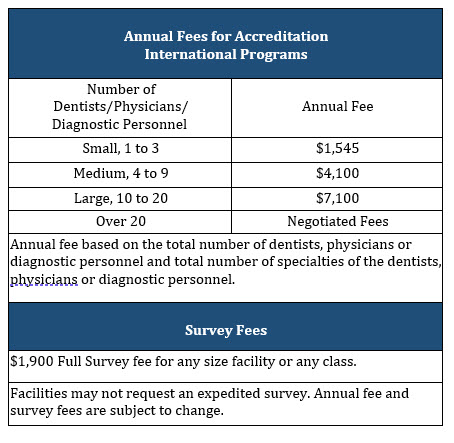 Annual Fees for Accreditation
International Programs
Number of
Dentists/Physicians/
Diagnostic Personnel
Annual Fee
Small, 1 to 3
$1,545
Medium, 4 to 9
$4,100
Large, 10 to 20
$7,100
Over 20
Negotiated Fees
Annual fee based on the total number of dentists, physicians or
diagnostic personnel and total number of specialties of the dentists,
physicians or diagnostic personnel.
Survey Fees
$1,900 Full Survey fee for any size facility or any class.
Facilities may not request an expedited survey. Annual fee and
survey fees are subject to change.